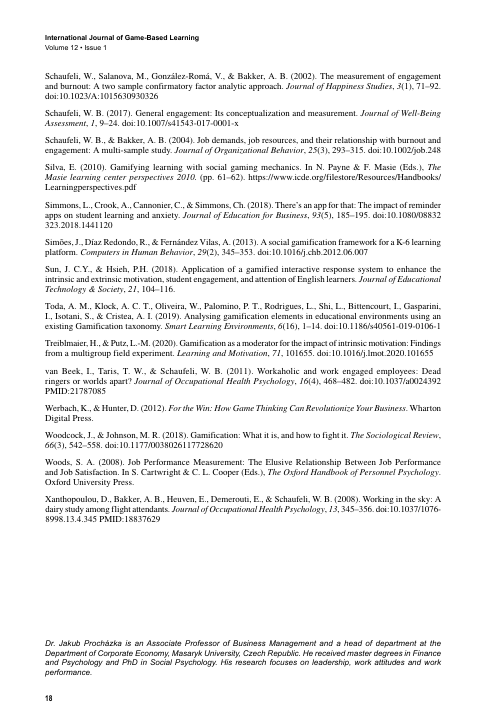 International Journal of Game-Based Learning
Volume 12 • Issue 1
Schaufeli, W., Salanova, M., González-Romá, V., & Bakker, A. B. (2002). The measurement of engagement
and burnout: A two sample confirmatory factor analytic approach. Journal of Happiness Studies, 3(1), 71–92.
doi:10.1023/A:1015630930326
Schaufeli, W. B. (2017). General engagement: Its conceptualization and measurement. Journal of Well-Being
Assessment, 1, 9–24. doi:10.1007/s41543-017-0001-x
Schaufeli, W. B., & Bakker, A. B. (2004). Job demands, job resources, and their relationship with burnout and
engagement: A multi-sample study. Journal of Organizational Behavior, 25(3), 293–315. doi:10.1002/job.248
Silva, E. (2010). Gamifying learning with social gaming mechanics. In N. Payne & F. Masie (Eds.), The
Masie learning center perspectives 2010. (pp. 61–62). https://www.icde.org/filestore/Resources/Handbooks/
Learningperspectives.pdf
Simmons, L., Crook, A., Cannonier, C., & Simmons, Ch. (2018). There's an app for that: The impact of reminder
apps on student learning and anxiety. Journal of Education for Business, 93(5), 185–195. doi:10.1080/08832
323.2018.1441120
Simões, J., Díaz Redondo, R., & Fernández Vilas, A. (2013). A social gamification framework for a K-6 learning
platform. Computers in Human Behavior, 29(2), 345–353. doi:10.1016/j.chb.2012.06.007
Sun, J. C.Y., & Hsieh, P.H. (2018). Application of a gamified interactive response system to enhance the
intrinsic and extrinsic motivation, student engagement, and attention of English learners. Journal of Educational
Technology & Society, 21, 104–116.
Toda, A. M., Klock, A. C. T., Oliveira, W., Palomino, P. T., Rodrigues, L., Shi, L., Bittencourt, I., Gasparini,
I., Isotani, S., & Cristea, A. I. (2019). Analysing gamification elements in educational environments using an
existing Gamification taxonomy. Smart Learning Environments, 6(16), 1–14. doi:10.1186/s40561-019-0106-1
Treiblmaier, H., & Putz, L.-M. (2020). Gamification as a moderator for the impact of intrinsic motivation: Findings
from a multigroup field experiment. Learning and Motivation, 71, 101655. doi:10.1016/j.lmot.2020.101655
van Beek, I., Taris, T. W., & Schaufeli, W. B. (2011). Workaholic and work engaged employees: Dead
ringers or worlds apart? Journal of Occupational Health Psychology, 16(4), 468–482. doi:10.1037/a0024392
PMID:21787085
Werbach, K., & Hunter, D. (2012). For the Win: How Game Thinking Can Revolutionize Your Business. Wharton
Digital Press.
Woodcock, J., & Johnson, M. R. (2018). Gamification: What it is, and how to fight it. The Sociological Review,
66(3), 542–558. doi:10.1177/0038026117728620
Woods, S. A. (2008). Job Performance Measurement: The Elusive Relationship Between Job Performance
and Job Satisfaction. In S. Cartwright & C. L. Cooper (Eds.), The Oxford Handbook of Personnel Psychology.
Oxford University Press.
Xanthopoulou, D., Bakker, A. B., Heuven, E., Demerouti, E., & Schaufeli, W. B. (2008). Working in the sky: A
dairy study among flight attendants. Journal of Occupational Health Psychology, 13, 345–356. doi:10.1037/1076-
8998.13.4.345 PMID:18837629
Dr. Jakub Procházka is an Associate Professor of Business Management and a head of department at the
Department of Corporate Economy, Masaryk University, Czech Republic. He received master degrees in Finance
and Psychology and PhD in Social Psychology. His research focuses on leadership, work attitudes and work
performance.
18